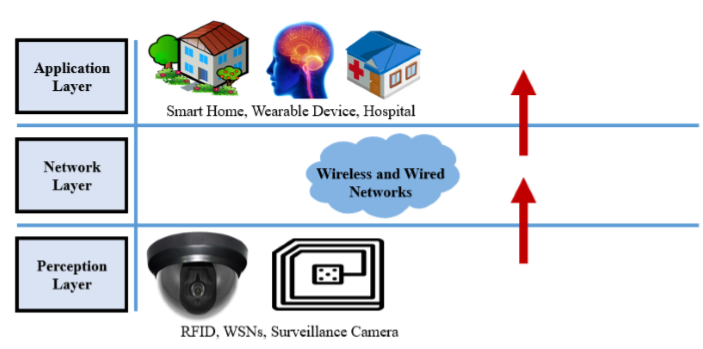 Application
Layer
Smart Home, Wearable Device, Hospital
Network
Layer
Wireless and Wired
Networks
Perception
Layer
RFID, WSNs, Surveillance Camera